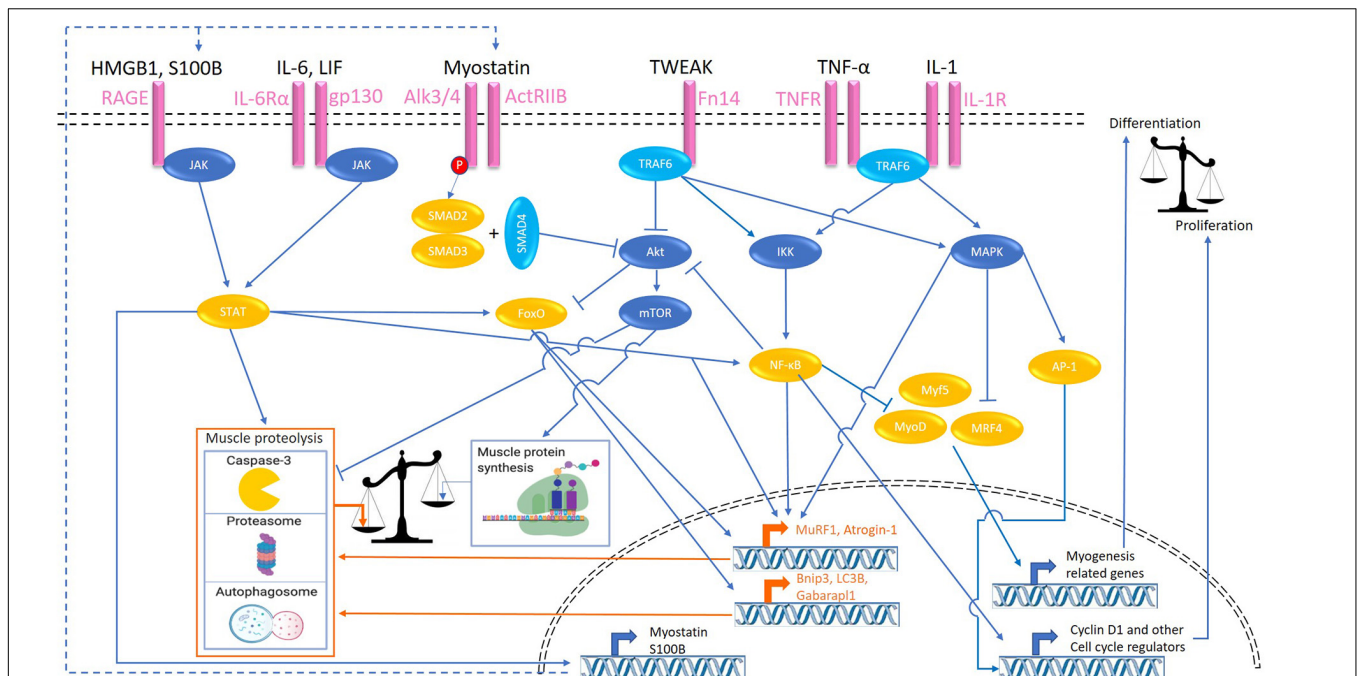 HMGB1, S100B
IL-6, LIF
Myostatin
TWEAK
TNF-α
IL-1
RAGE
IL-6Rα
gp130
Alk3/4
ActRIIB
Fn14
TNFR
IL-1R
Differentiation
JAK
JAK
P
TRAF6
TRAF6
SMAD2
+
SMAD4
SMAD3
Proliferation
Akt
IKK
MAPK
STAT
FoxO
mTOR
NF-κB
AP-1
Myf5
MyoD
MRF4
Muscle proteolysis
Caspase-3
Proteasome
Autophagosome
Muscle protein
synthesis
MuRF1, Atrogin-1
Bnip3, LC3B,
Gabarapl1
Myogenesis
related genes
Myostatin
S100B
Cyclin D1 and other
Cell cycle regulators